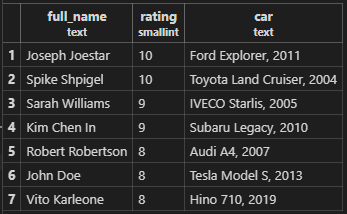 full_name rating car
text smallint text
1 Joseph Joestar 10 Ford Explorer, 2011
2 Spike Shpigel 10 Toyota Land Cruiser, 2004
3 Sarah Williams 9 IVECO Starlis, 2005
4 Kim Chen In 9 Subaru Legacy, 2010
5 Robert Robertson 8 Audi A4, 2007
6 John Doe 8 Tesla Model S, 2013
7 Vito Karleone 8 Hino 710, 2019